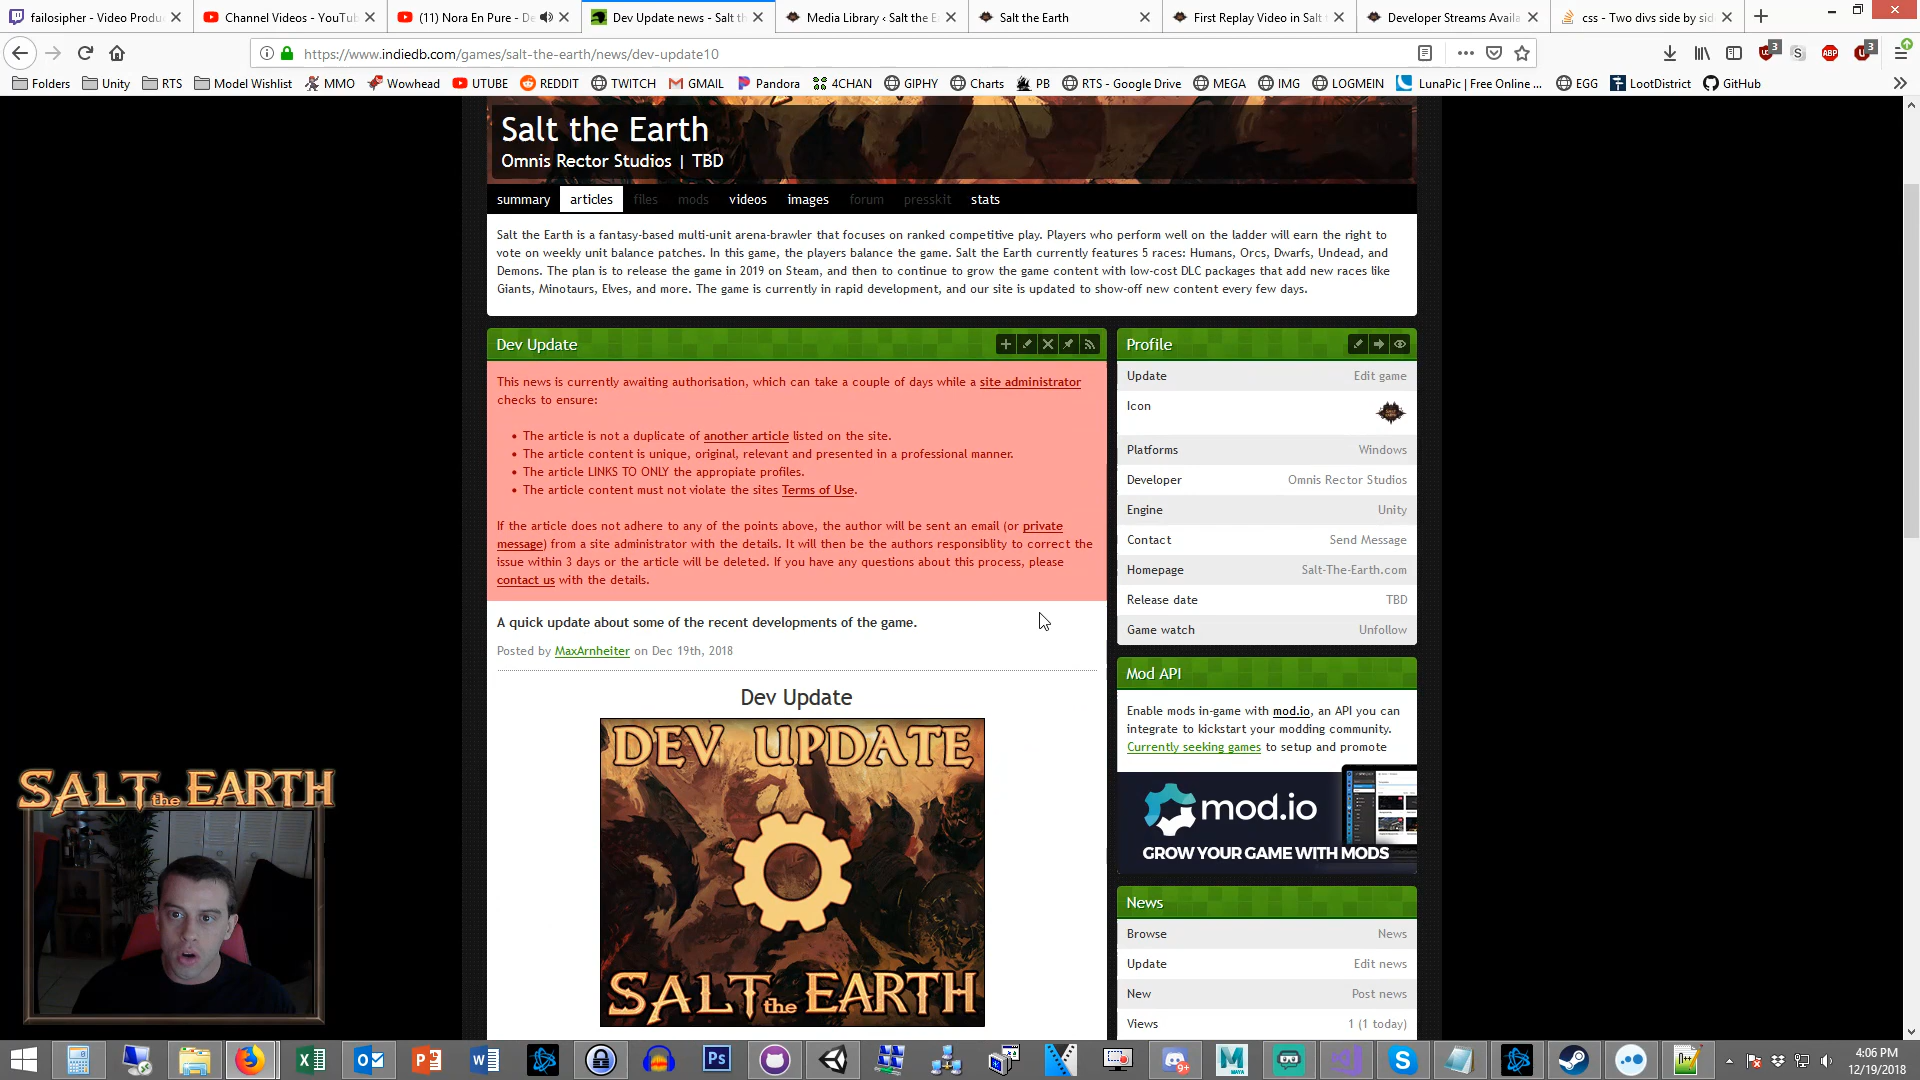 failosipher - Video Produ
Channel Videos - YouTub
(11) Nora En Pure - De
Dev Update news - Salt th
Media Library ‹ Salt the E
Salt the Earth
First Replay Video in Salt
Developer Streams Availa
css - Two divs side by sid
https://www.indiedb.com/games/salt-the-earth/news/dev-update10
3
S
ABP
3
Folders
Unity
RTS
Model Wishlist
MMO
Wowhead
UTUBE
REDDIT
TWITCH
GMAIL
Pandora
4CHAN
GIPHY
Charts
PB
RTS - Google Drive
MEGA
IMG
LOGMEIN
LunaPic | Free Online ...
EGG
LootDistrict
GitHub
Salt the Earth
Omnis Rector Studios | TBD
summary articles files mods videos images forum presskit stats
Salt the Earth is a fantasy-based multi-unit arena-brawler that focuses on ranked competitive play. Players who perform well on the ladder will earn the right to
vote on weekly unit balance patches. In this game, the players balance the game. Salt the Earth currently features 5 races: Humans, Orcs, Dwarfs, Undead, and
Demons. The plan is to release the game in 2019 on Steam, and then to continue to grow the game content with low-cost DLC packages that add new races like
Giants, Minotaurs, Elves, and more. The game is currently in rapid development, and our site is updated to show-off new content every few days.
Dev Update
This news is currently awaiting authorisation, which can take a couple of days while a site administrator
checks to ensure:
• The article is not a duplicate of another article listed on the site.
• The article content is unique, original, relevant and presented in a professional manner.
• The article LINKS TO ONLY the appropiate profiles.
• The article content must not violate the sites Terms of Use.
If the article does not adhere to any of the points above, the author will be sent an email (or private
message) from a site administrator with the details. It will then be the authors responsiblity to correct the
issue within 3 days or the article will be deleted. If you have any questions about this process, please
contact us with the details.
A quick update about some of the recent developments of the game.
Posted by MaxArnheiter on Dec 19th, 2018
Dev Update
DEV UPDATE
SALT the EARTH
Profile
Update Edit game
Icon
Platforms Windows
Developer Omnis Rector Studios
Engine Unity
Contact Send Message
Homepage Salt-The-Earth.com
Release date TBD
Game watch Unfollow
Mod API
Enable mods in-game with mod.io, an API you can
integrate to kickstart your modding community.
Currently seeking games to setup and promote
mod.io
GROW YOUR GAME WITH MODS
News
Browse News
Update Edit news
New Post news
Views 1 (1 today)
SALT the EARTH
Ps
9+
4:06 PM
12/19/2018